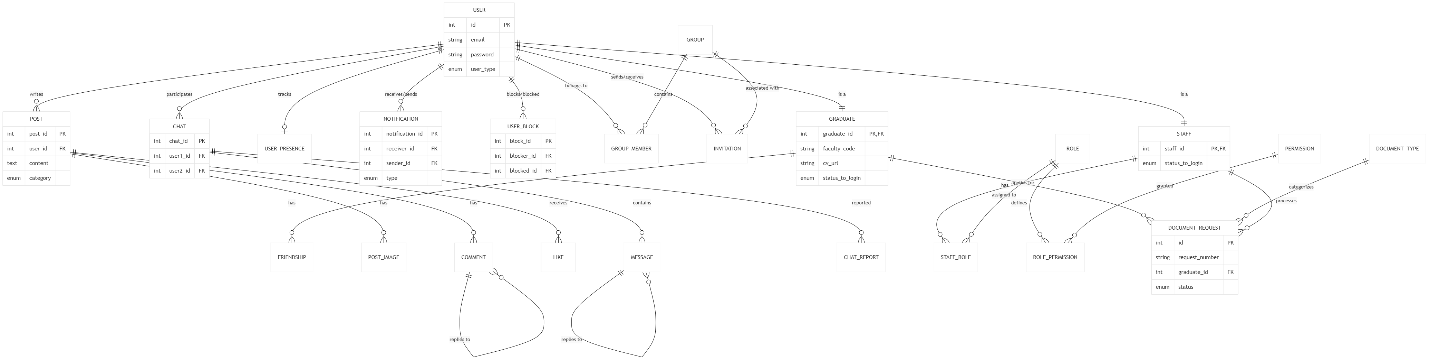 USER
int id PK
string email
string password
enum user_type
GROUP
writes
participates
tracks
receives/sends
blocks/blocked
belongs to
sends/receives
contains
associated with
is a
is a
POST
int post_id PK
int user_id FK
text content
enum category
CHAT
int chat_id PK
int user1_id FK
int user2_id FK
USER_PRESENCE
NOTIFICATION
int notification_id PK
int receiver_id FK
int sender_id FK
enum type
USER_BLOCK
int block_id PK
int blocker_id FK
int blocked_id FK
GROUP_MEMBER
INVITATION
GRADUATE
int graduate_id PK,FK
string faculty_code
string cv_url
enum status_to_login
ROLE
STAFF
int staff_id PK,FK
enum status_to_login
PERMISSION
DOCUMENT_TYPE
has
has
has
receives
contains
reported
has
assigned to
defines
granted
categorizes
processes
FRIENDSHIP
POST_IMAGE
COMMENT
LIKE
MESSAGE
CHAT_REPORT
STAFF_ROLE
ROLE_PERMISSION
DOCUMENT_REQUEST
int id PK
string request_number
int graduate_id FK
enum status
replies to
replies to